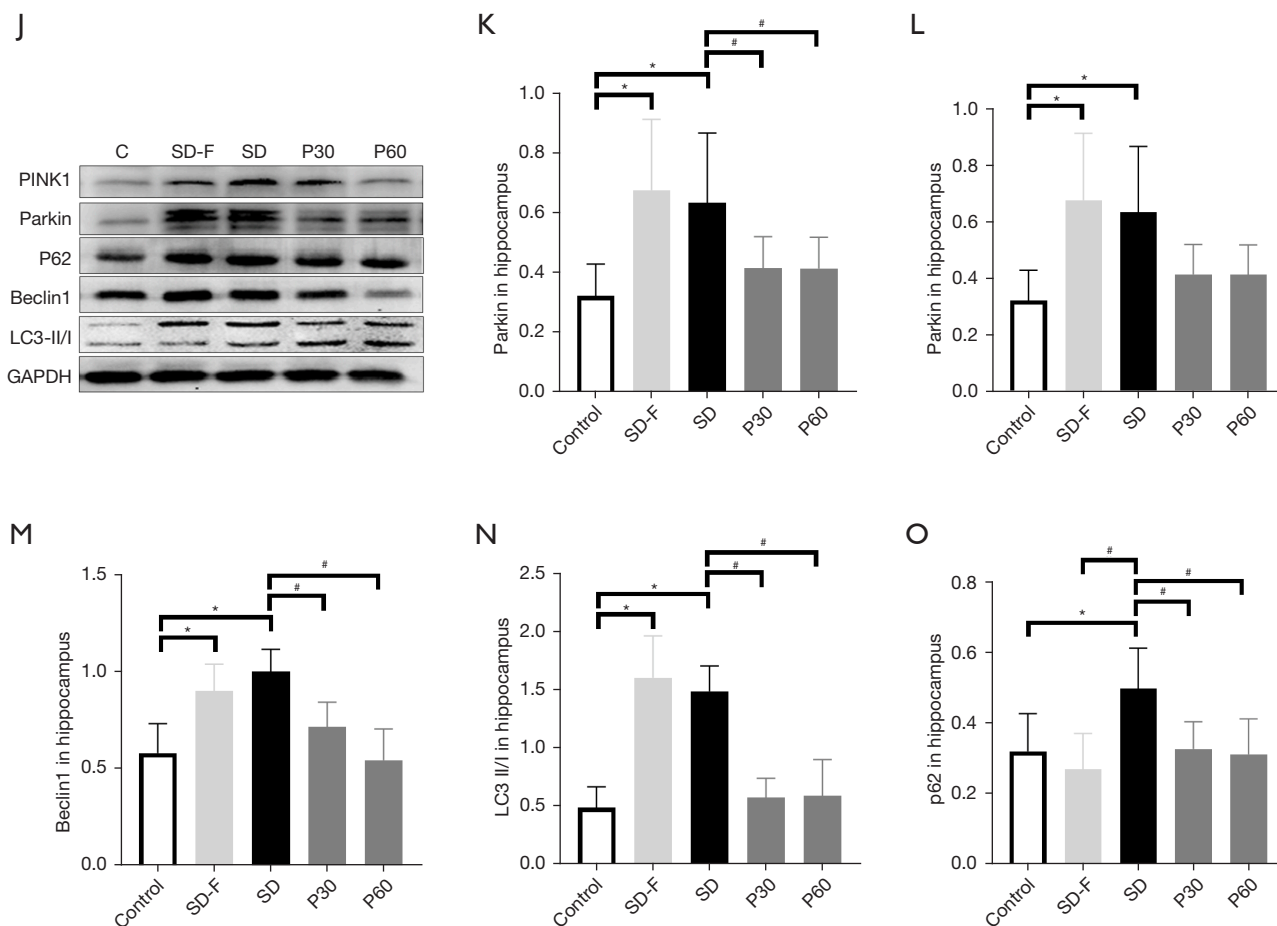 J
C SD-F SD P30 P60
PINK1
Parkin
P62
Beclin1
LC3-II/I
GAPDH
K
#
#
*
*
Parkin in hippocampus
1.0
0.8
0.6
0.4
0.2
0.0
Control SD-F SD P30 P60
L
*
*
Parkin in hippocampus
1.0
0.8
0.6
0.4
0.2
0.0
Control SD-F SD P30 P60
M
#
#
*
*
Beclin1 in hippocampus
1.5
1.0
0.5
0.0
Control SD-F SD P30 P60
N
#
#
*
*
LC3 II/I in hippocampus
2.5
2.0
1.5
1.0
0.5
0.0
Control SD-F SD P30 P60
O
#
#
#
*
p62 in hippocampus
0.8
0.6
0.4
0.2
0.0
Control SD-F SD P30 P60